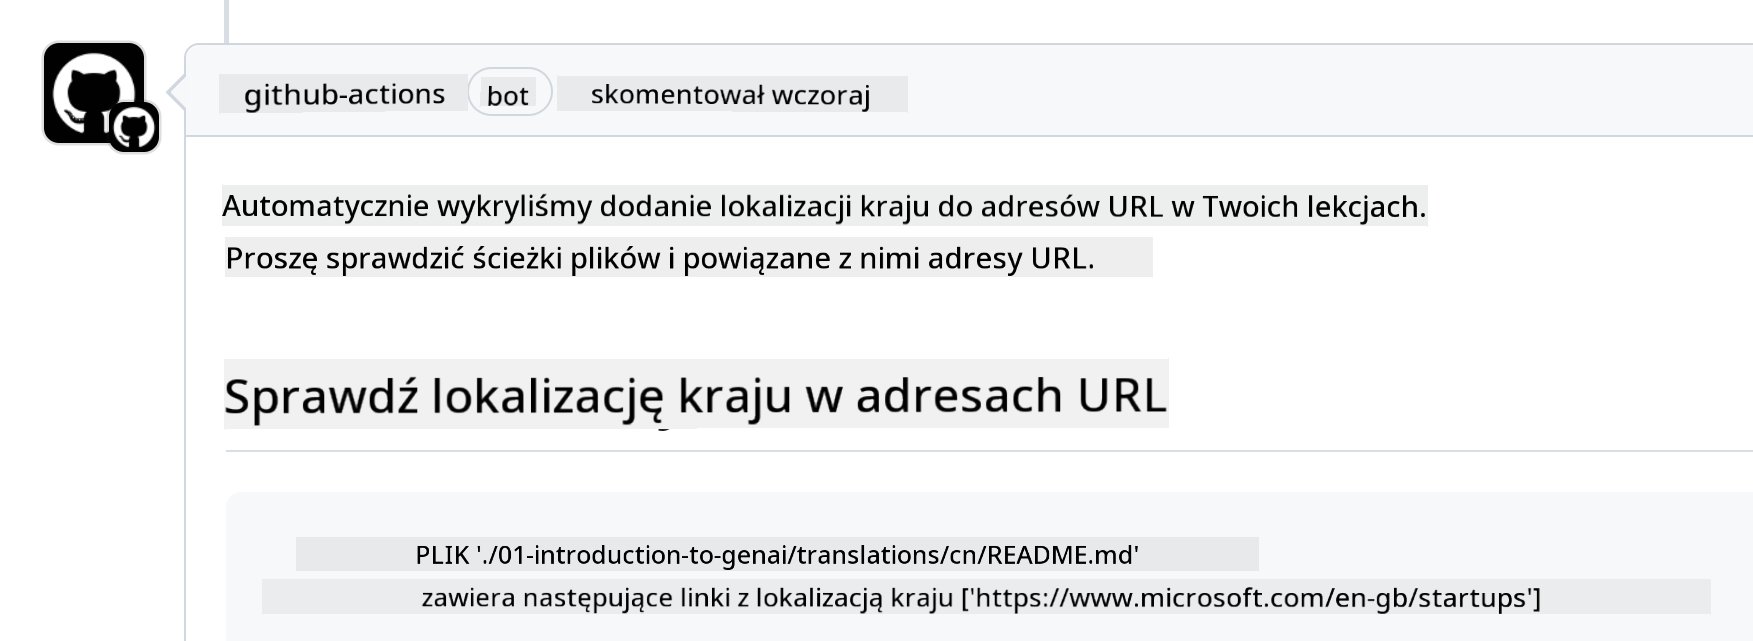 github-actions bot skomentował wczoraj
Automatycznie wykryliśmy dodanie lokalizacji kraju do adresów URL w Twoich lekcjach.
Proszę sprawdzić ścieżki plików i powiązane z nimi adresy URL.
Sprawdź lokalizację kraju w adresach URL
PLIK './01-introduction-to-genai/translations/cn/README.md'
zawiera następujące linki z lokalizacją kraju ['https://www.microsoft.com/en-gb/startups']